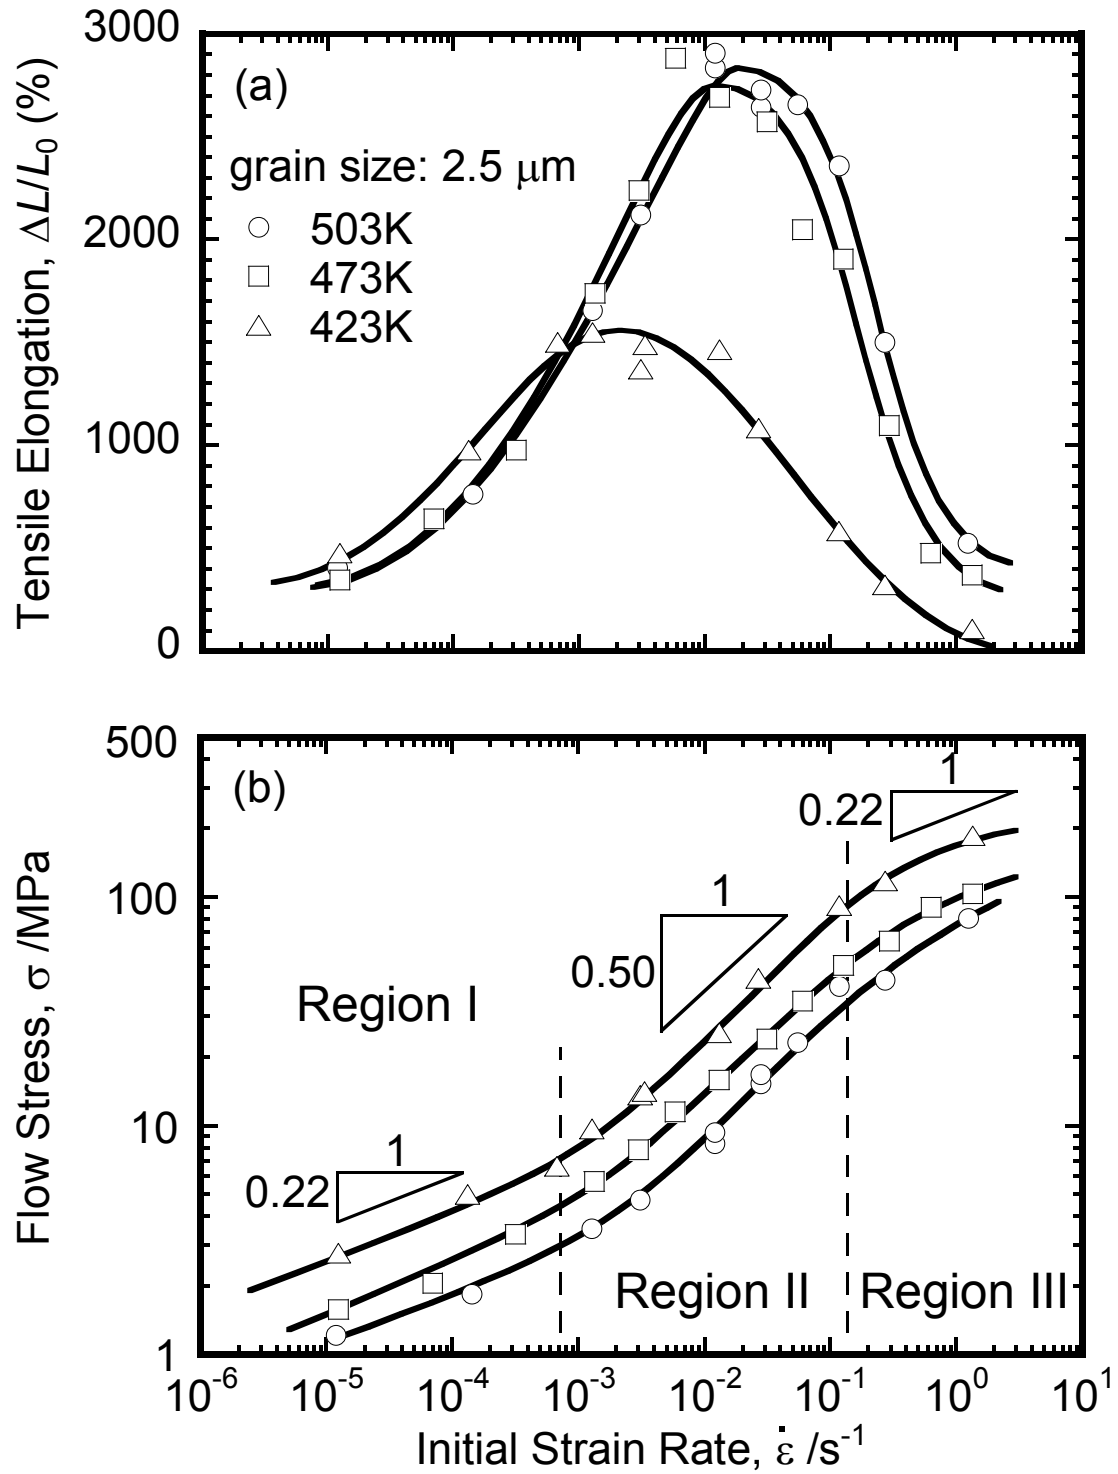 3000
2000
1000
0
Tensile Elongation, ΔL/L₀ (%)
(a)
grain size: 2.5 μm
503K
473K
423K
500
100
10
1
Flow Stress, σ /MPa
(b)
1
0.22
1
0.50
Region I
1
0.22
Region II
Region III
10⁻⁶ 10⁻⁵ 10⁻⁴ 10⁻³ 10⁻² 10⁻¹ 10⁰ 10¹
Initial Strain Rate, ε̇ /s⁻¹